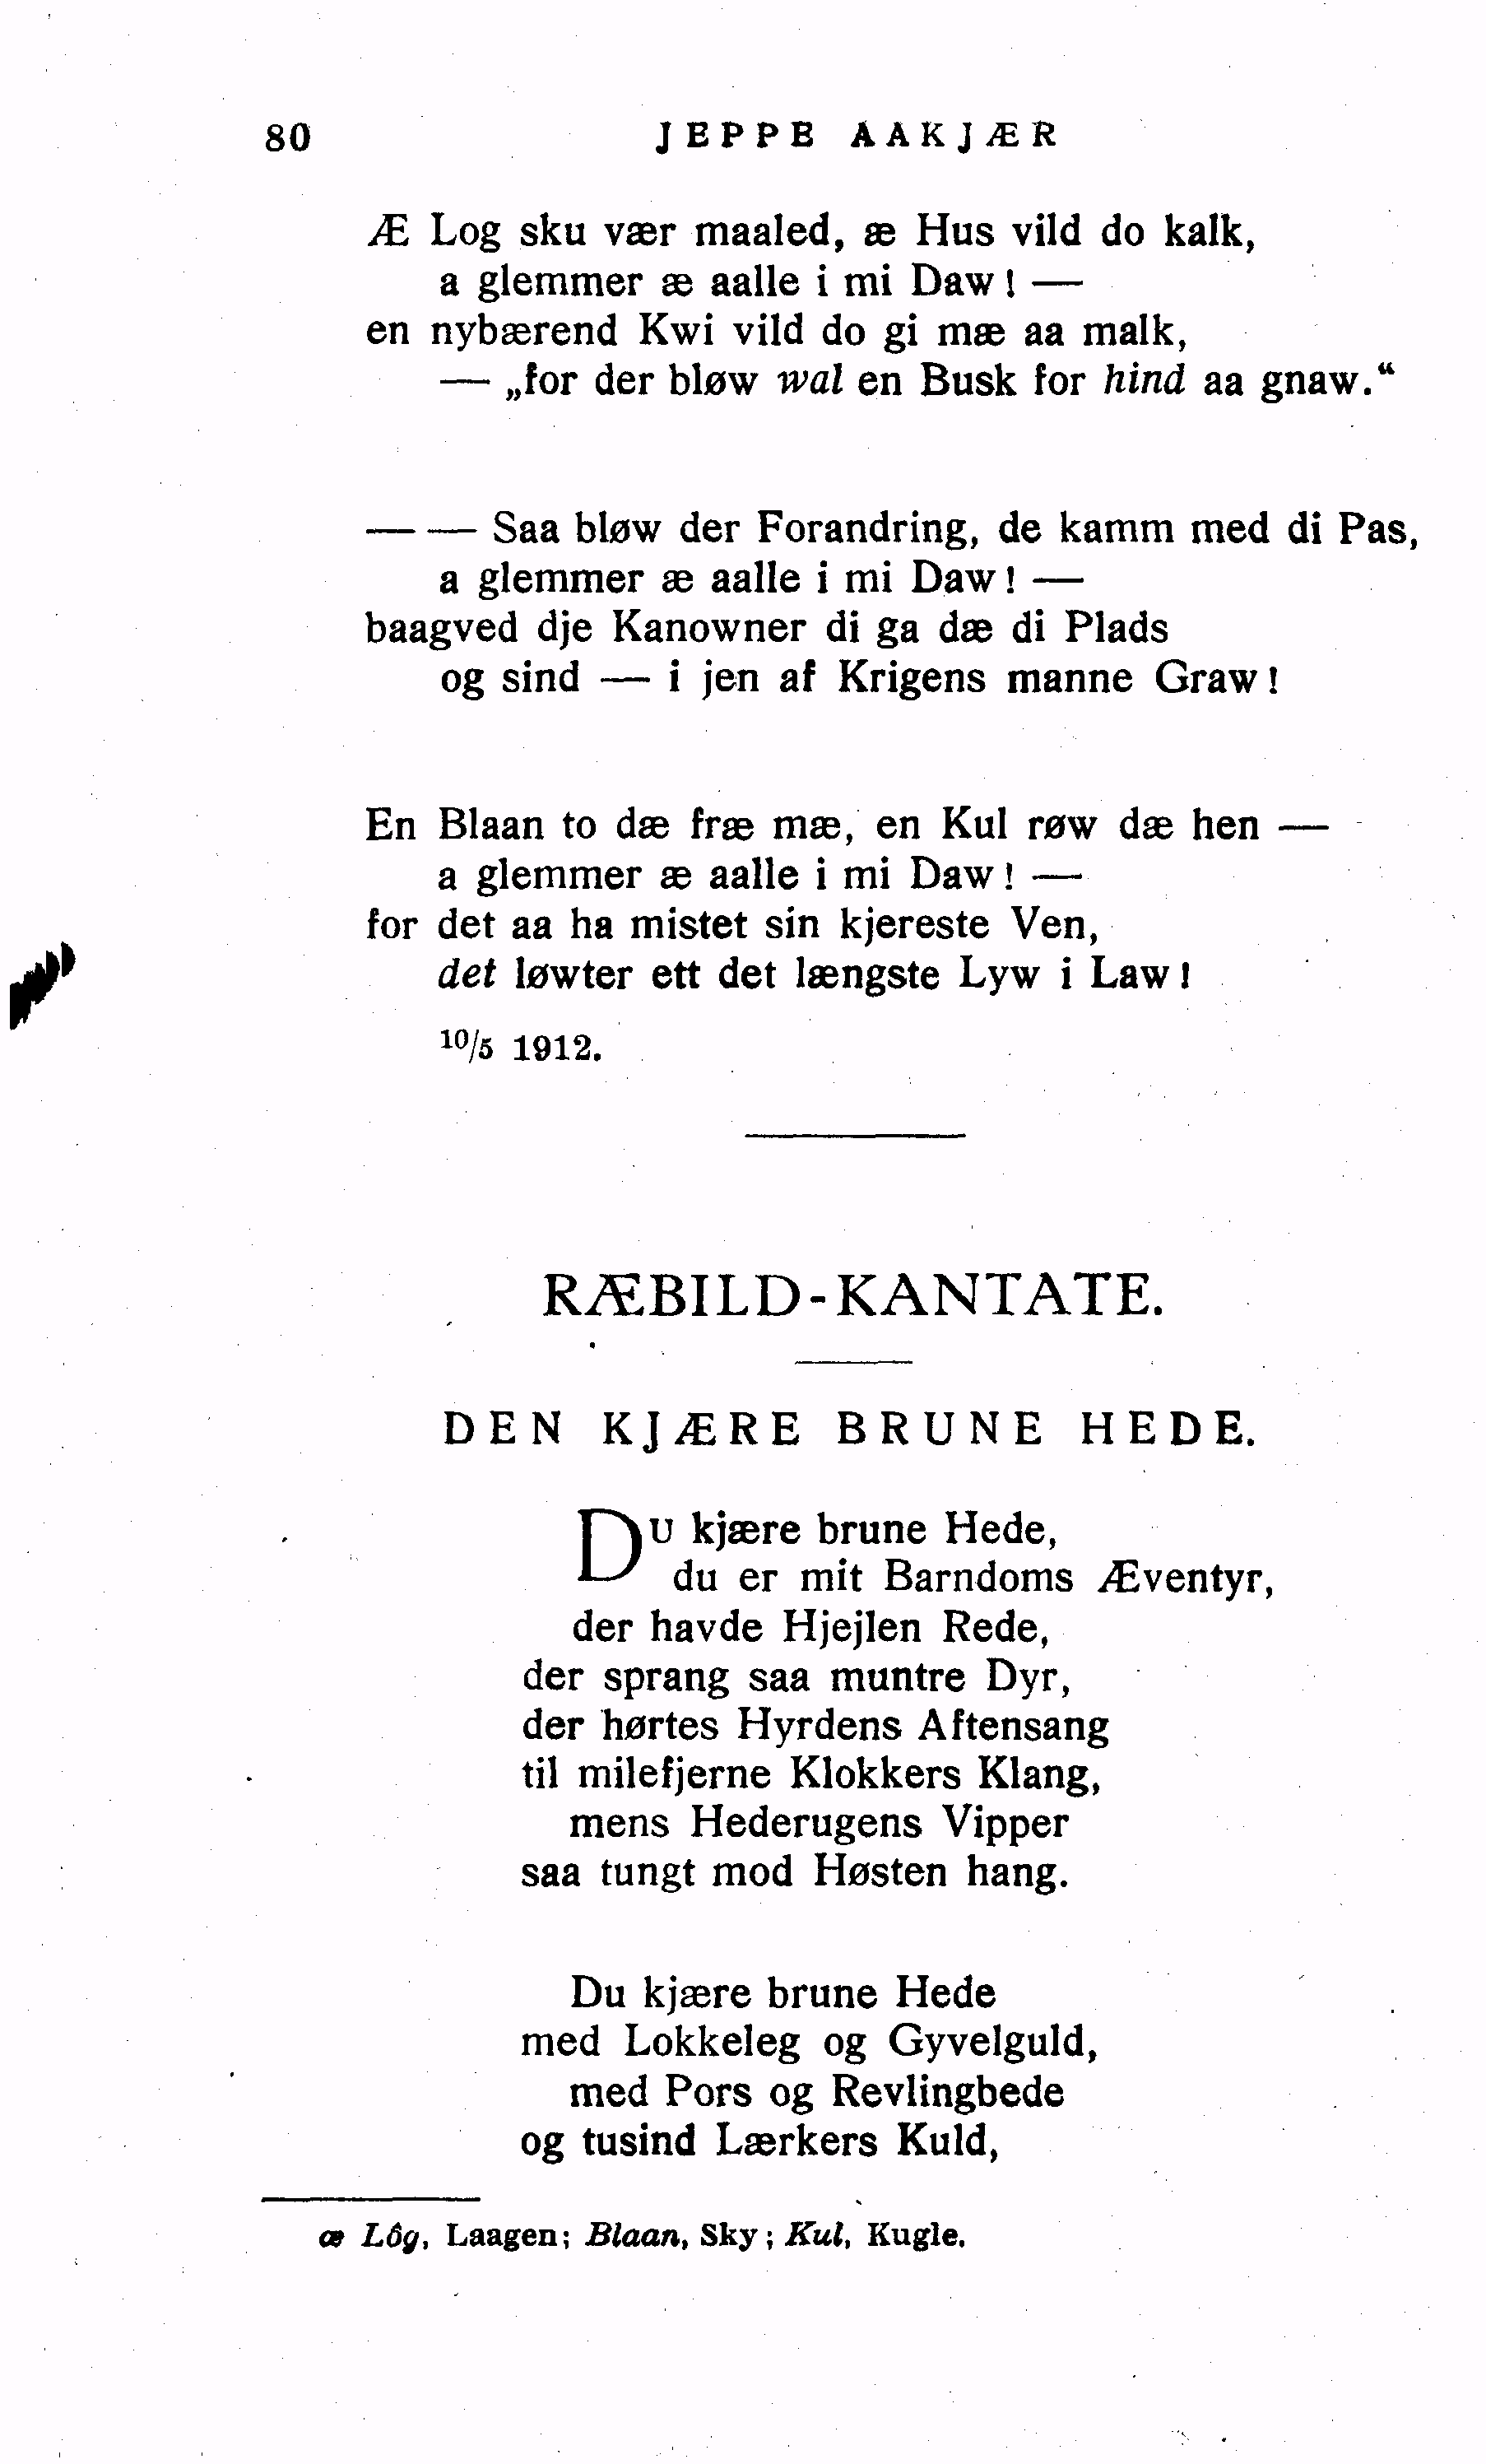 80 JEPPE AAKJÆR
Æ Log sku vær maaled, æ Hus vild do kalk,
a glemmer æ aalle i mi Daw! —
en nybærend Kwi vild do gi mæ aa malk,
— „for der bløw wal en Busk for hind aa gnaw.“
— — Saa bløw der Forandring, de kamm med di Pas,
a glemmer æ aalle i mi Daw! —
baagved dje Kanowner di ga dæ di Plads
og sind — i jen af Krigens manne Graw!
En Blaan to dæ fræ mæ, en Kul røw dæ hen —
a glemmer æ aalle i mi Daw! —
for det aa ha mistet sin kjereste Ven,
det løwter ett det længste Lyw i Law!
10/5 1912.
RÆBILD-KANTATE.
DEN KJÆRE BRUNE HEDE.
DU kjære brune Hede,
du er mit Barndoms Æventyr,
der havde Hjejlen Rede,
der sprang saa muntre Dyr,
der hørtes Hyrdens Aftensang
til milefjerne Klokkers Klang,
mens Hederugens Vipper
saa tungt mod Høsten hang.
Du kjære brune Hede
med Lokkeleg og Gyvelguld,
med Pors og Revlingbede
og tusind Lærkers Kuld,
æ Lôg, Laagen; Blaan, Sky; Kul, Kugle.